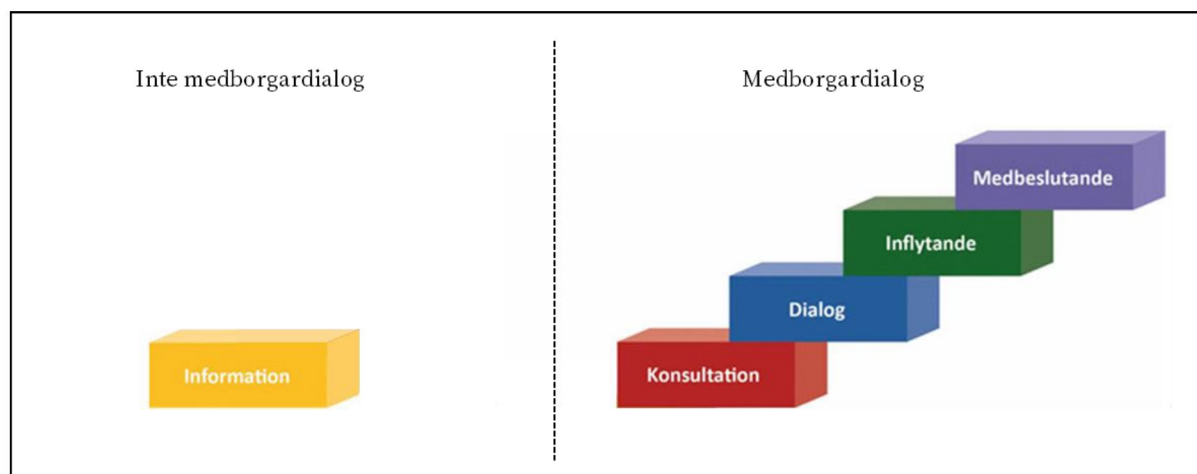 Inte medborgardialog
Medborgardialog
Medbeslutande
Inflytande
Dialog
Information
Konsultation